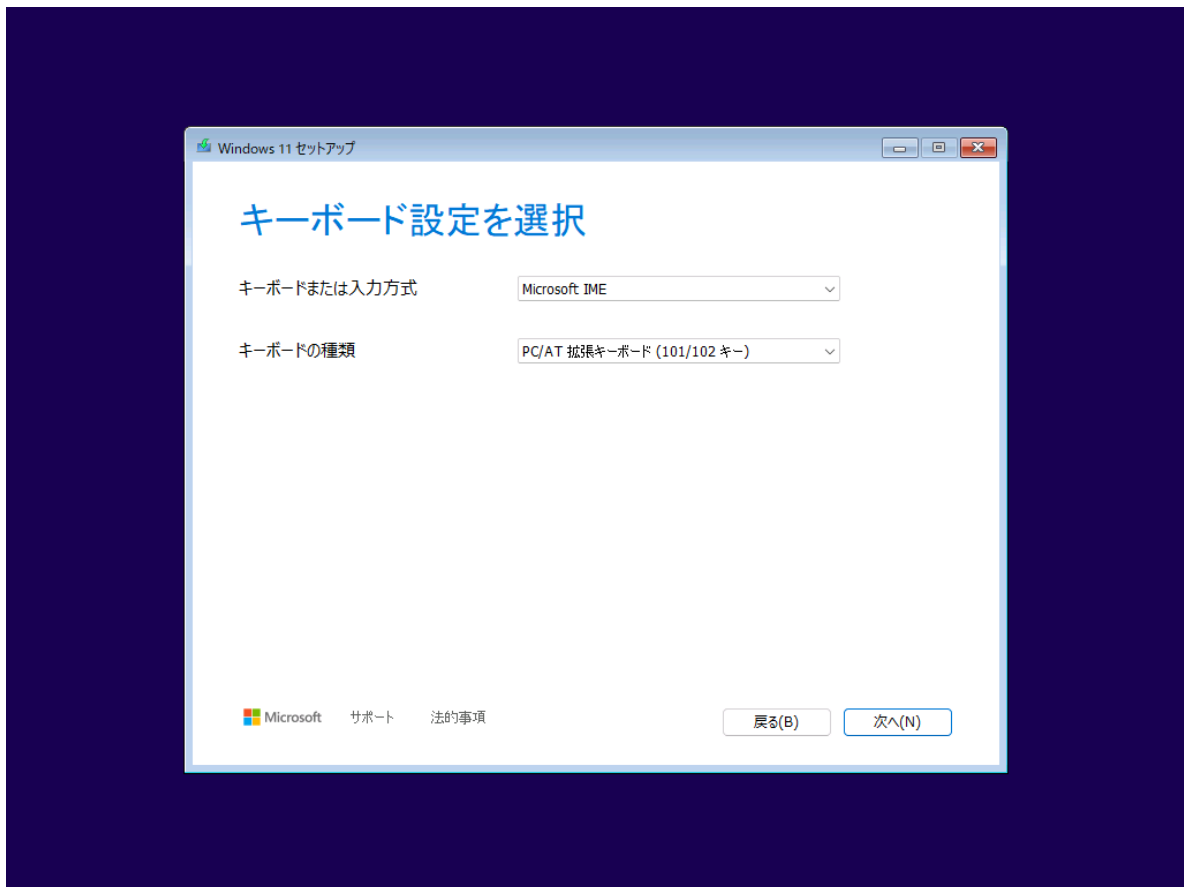 Windows 11 セットアップ
キーボード設定を選択
キーボードまたは入力方式
Microsoft IME
キーボードの種類
PC/AT 拡張キーボード (101/102 キー)
Microsoft サポート 法的事項
戻る(B) 次へ(N)